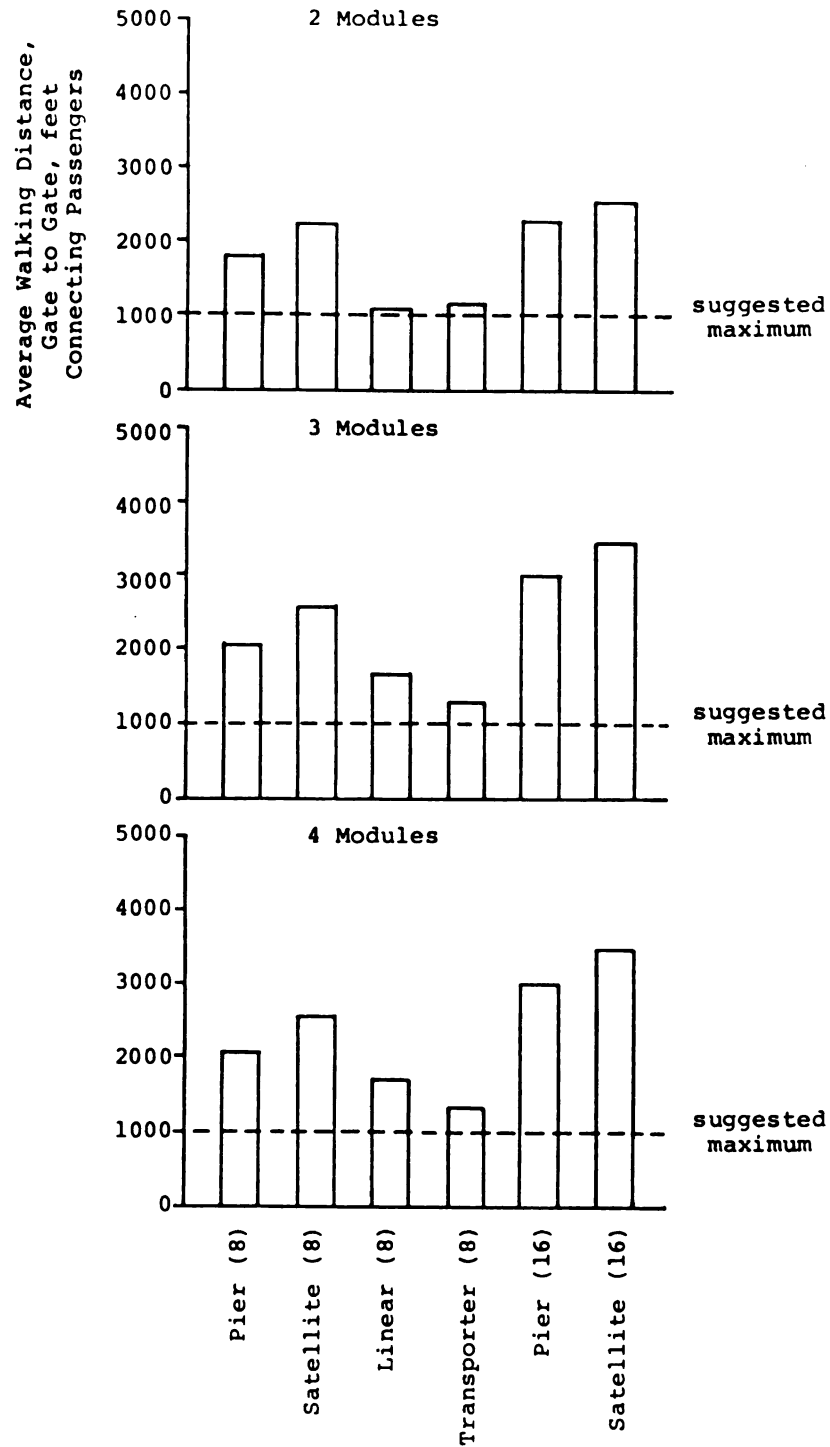 Average Walking Distance,
Gate to Gate, feet
Connecting Passengers
2 Modules
5000
4000
3000
2000
1000
0
suggested
maximum
3 Modules
5000
4000
3000
2000
1000
0
suggested
maximum
4 Modules
5000
4000
3000
2000
1000
0
suggested
maximum
Pier (8)
Satellite (8)
Linear (8)
Transporter (8)
Pier (16)
Satellite (16)